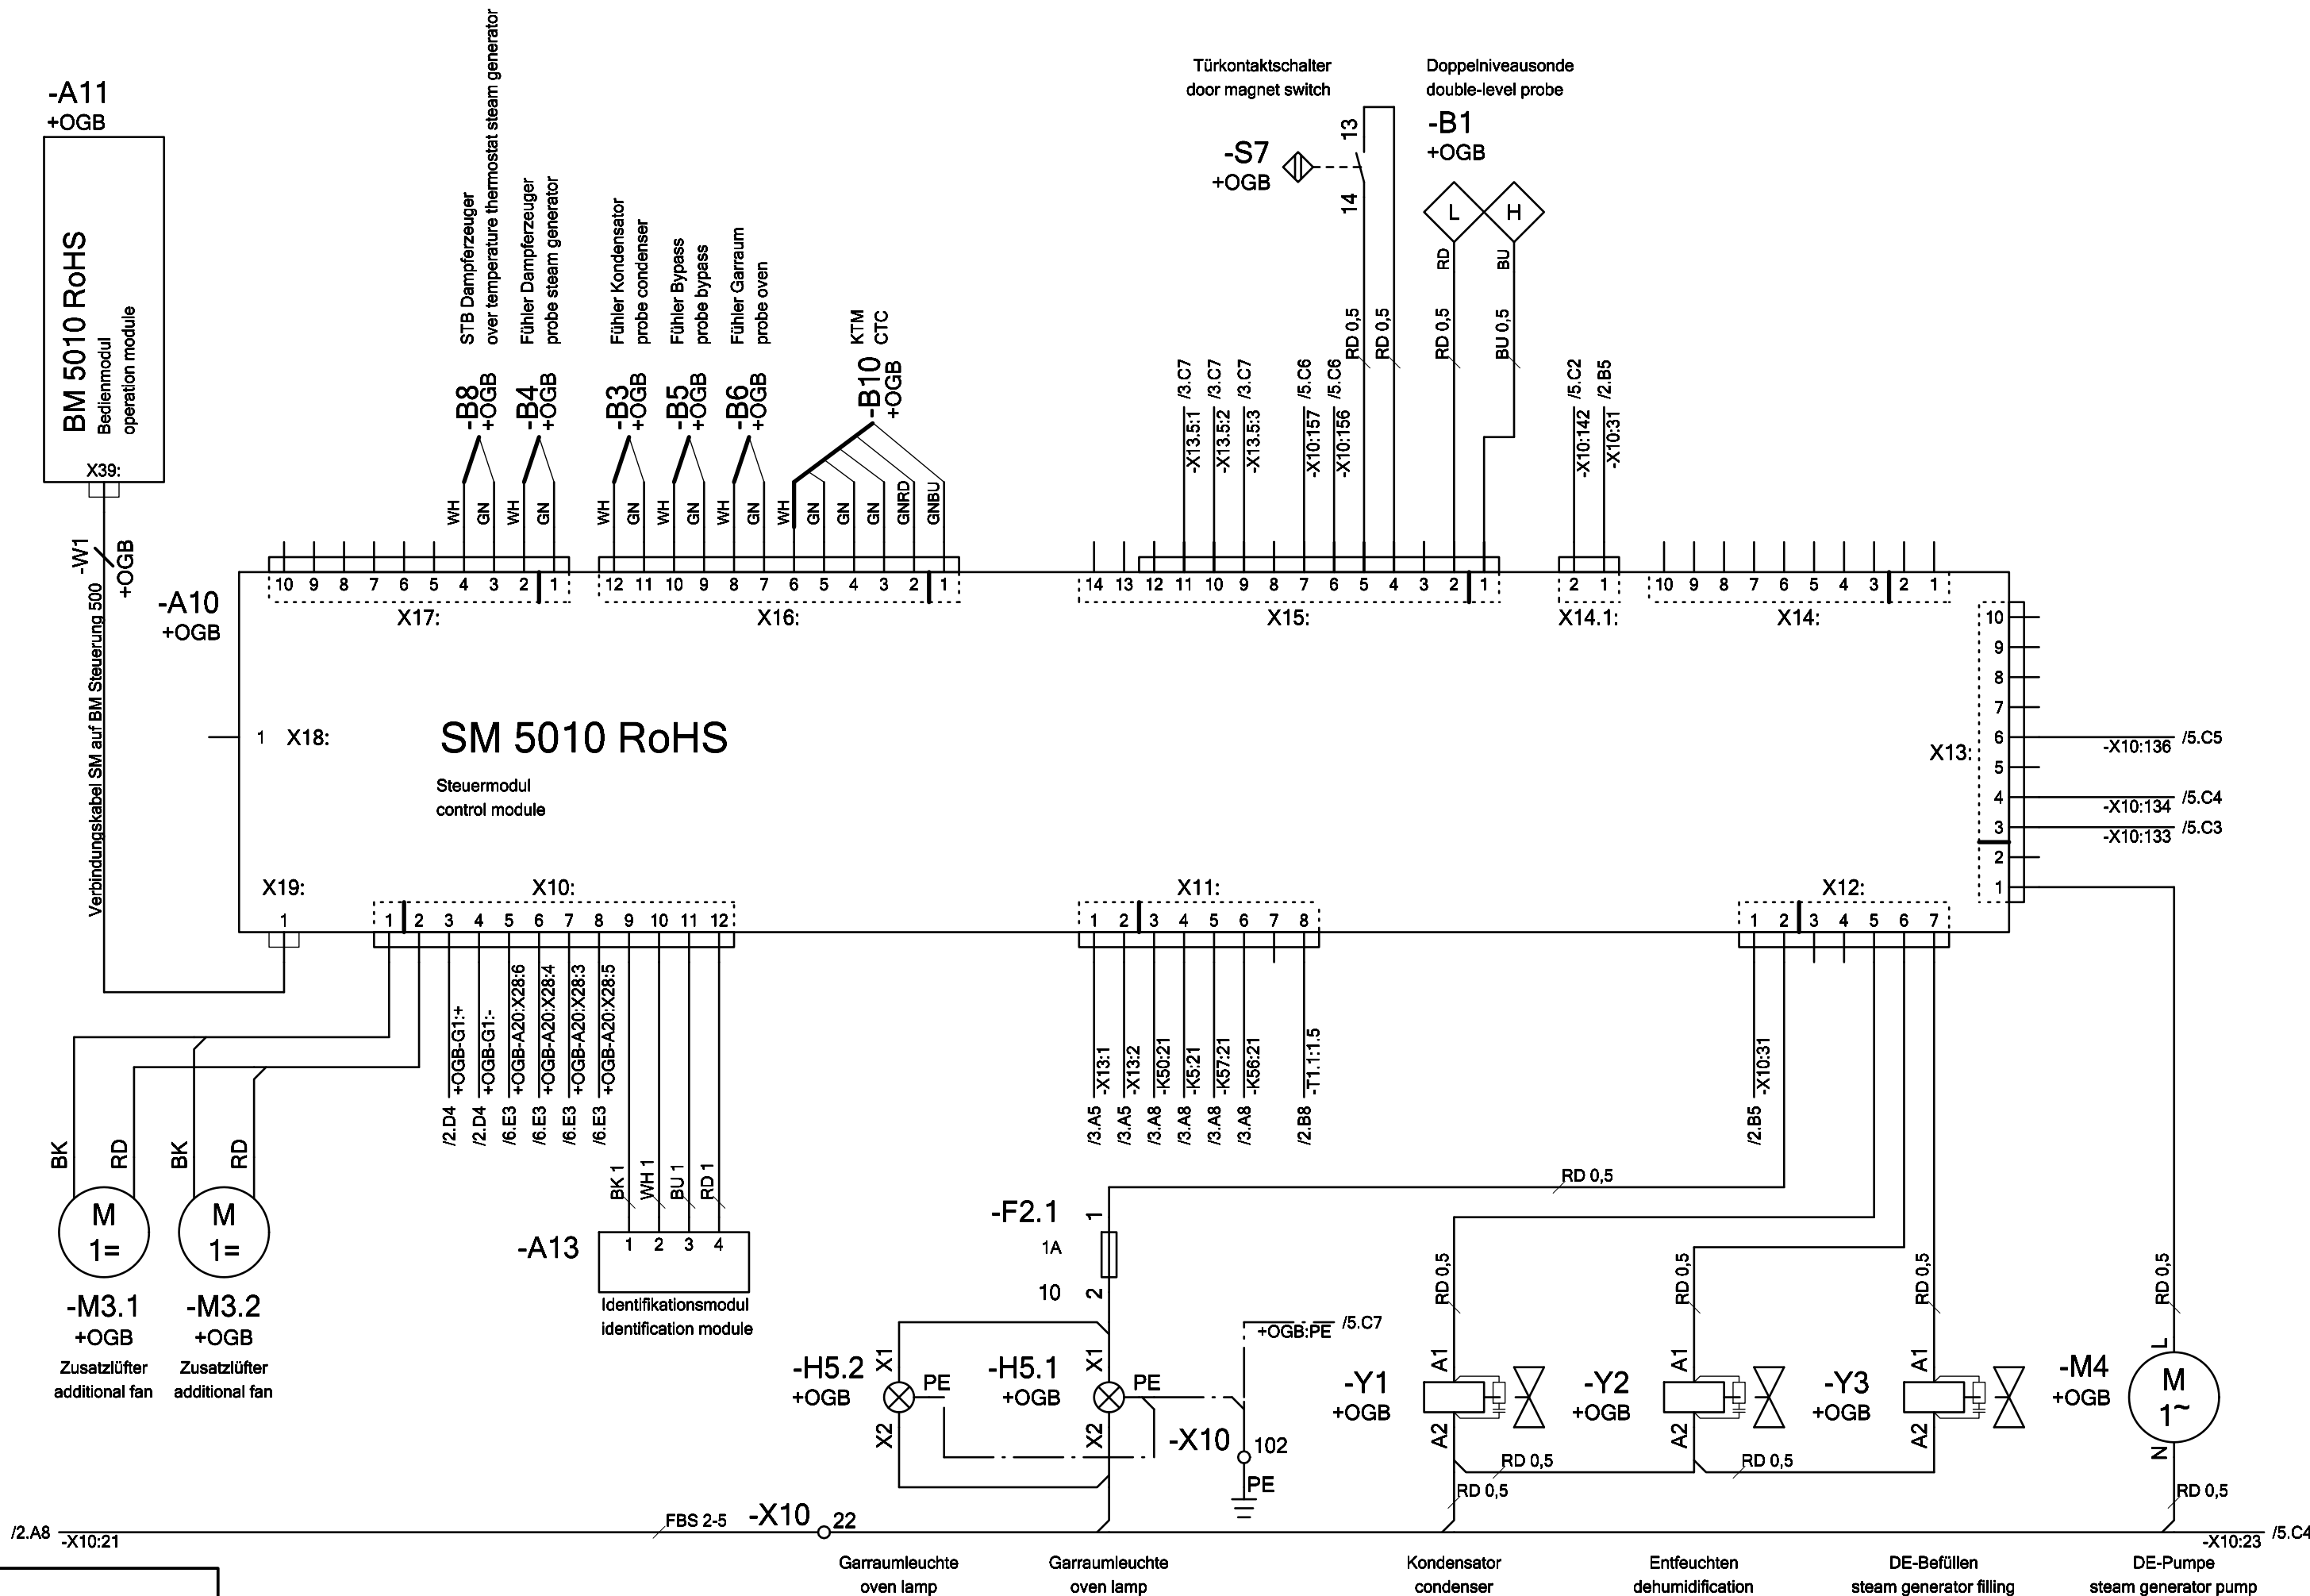 -A11
+OGB
BM 5010 RoHS
Bedienmodul
operation module
X39:
-W1
+OGB
Verbindungskabel SM auf BM Steuerung 500
STB Dampferzeuger
over temperature thermostat steam generator
Fühler Dampferzeuger
probe steam generator
Fühler Kondensator
probe condenser
Fühler Bypass
probe bypass
Fühler Garraum
probe oven
KTM
CTC
-B8
+OGB
-B4
+OGB
-B3
+OGB
-B5
+OGB
-B6
+OGB
-B10
+OGB
WH GN WH GN
WH GN WH GN WH GN WH GN GN GN GNRD GNBU
Türkontaktschalter
door magnet switch
-S7
+OGB
13
14
Doppelniveausonde
double-level probe
-B1
+OGB
L H
RD BU
-X13.5:1 /3.C7
-X13.5:2 /3.C7
-X13.5:3 /3.C7
-X10:157 /5.C6
-X10:156 /5.C6
RD 0,5
RD 0,5
RD 0,5
BU 0,5
-X10:142 /5.C2
-X10:31 /2.B5
-A10
+OGB
10 9 8 7 6 5 4 3 2 1
X17:
12 11 10 9 8 7 6 5 4 3 2 1
X16:
14 13 12 11 10 9 8 7 6 5 4 3 2 1
X15:
2 1
X14.1:
10 9 8 7 6 5 4 3 2 1
X14:
1 X18:
SM 5010 RoHS
Steuermodul
control module
X13:
10
9
8
7
6
5
4
3
2
1
-X10:136 /5.C5
-X10:134 /5.C4
-X10:133 /5.C3
X19:
1
X10:
1 2 3 4 5 6 7 8 9 10 11 12
X11:
1 2 3 4 5 6 7 8
X12:
1 2 3 4 5 6 7
/2.D4 +OGB-G1:+
/2.D4 +OGB-G1:-
/6.E3 +OGB-A20:X28:6
/6.E3 +OGB-A20:X28:4
/6.E3 +OGB-A20:X28:3
/6.E3 +OGB-A20:X28:5
BK 1
WH 1
BU 1
RD 1
/3.A5 -X13:1
/3.A5 -X13:2
/3.A8 -K50:21
/3.A8 -K5:21
/3.A8 -K57:21
/3.A8 -K56:21
/2.B8 -T1.1:1.5
/2.B5 -X10:31
BK RD BK RD
M
1=
M
1=
-M3.1
+OGB
Zusatzlüfter
additional fan
-M3.2
+OGB
Zusatzlüfter
additional fan
-A13
1 2 3 4
Identifikationsmodul
identification module
RD 0,5
-F2.1
1A
10
1
2
-H5.2
+OGB
X1
X2
PE
-H5.1
+OGB
X1
X2
PE
+OGB:PE /5.C7
-X10
102
PE
RD 0,5
RD 0,5
RD 0,5
RD 0,5
-Y1
+OGB
A1
A2
-Y2
+OGB
A1
A2
-Y3
+OGB
A1
A2
-M4
+OGB
L
M
1~
N
RD 0,5
RD 0,5
RD 0,5
RD 0,5
/2.A8
-X10:21
FBS 2-5
-X10
22
-X10:23
/5.C4
Garraumleuchte
oven lamp
Garraumleuchte
oven lamp
Kondensator
condenser
Entfeuchten
dehumidification
DE-Befüllen
steam generator filling
DE-Pumpe
steam generator pump